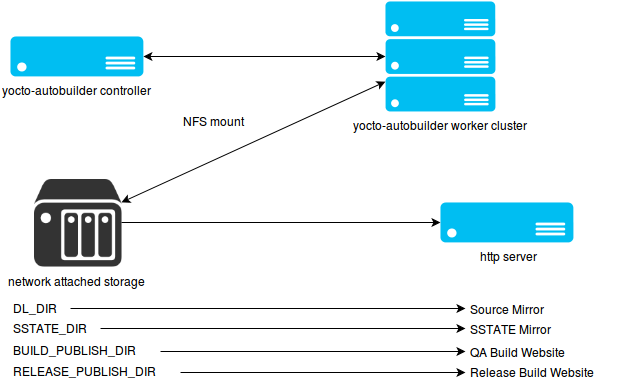 yocto-autobuilder controller
yocto-autobuilder worker cluster
NFS mount
network attached storage
http server
DL_DIR
Source Mirror
SSTATE_DIR
SSTATE Mirror
BUILD_PUBLISH_DIR
QA Build Website
RELEASE_PUBLISH_DIR
Release Build Website